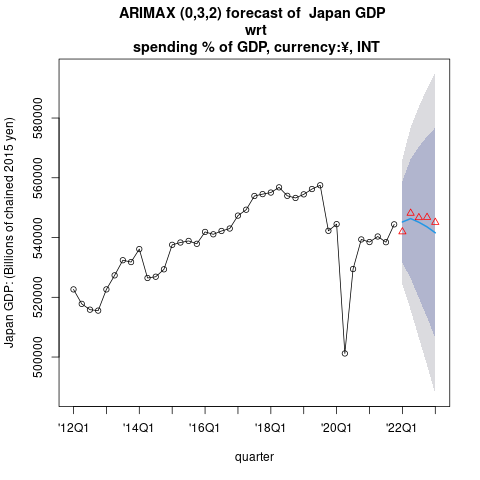 ARIMAX (0,3,2) forecast of  Japan GDP
wrt
spending % of GDP, currency:¥, INT
Japan GDP: (Billions of chained 2015 yen)
580000
560000
540000
520000
500000
'12Q1 '14Q1 '16Q1 '18Q1 '20Q1 '22Q1
quarter